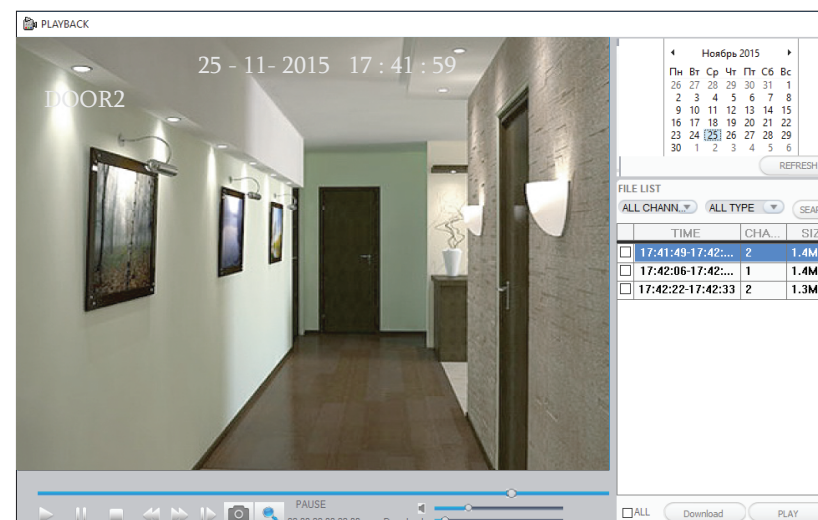 PLAYBACK
25 - 11- 2015 17 : 41 : 59
DOOR2
Ноябрь 2015
Пн Вт Ср Чт Пт Сб Вс
26 27 28 29 30 31 1
2 3 4 5 6 7 8
9 10 11 12 13 14 15
16 17 18 19 20 21 22
23 24 25 26 27 28 29
30 1 2 3 4 5 6
REFRESH
FILE LIST
ALL CHANN... ALL TYPE
TIME CHA...
17:41:49-17:42:... 2 1.4M
17:42:06-17:42:... 1 1.4M
17:42:22-17:42:33 2 1.3M
PAUSE
ALL Download PLAY